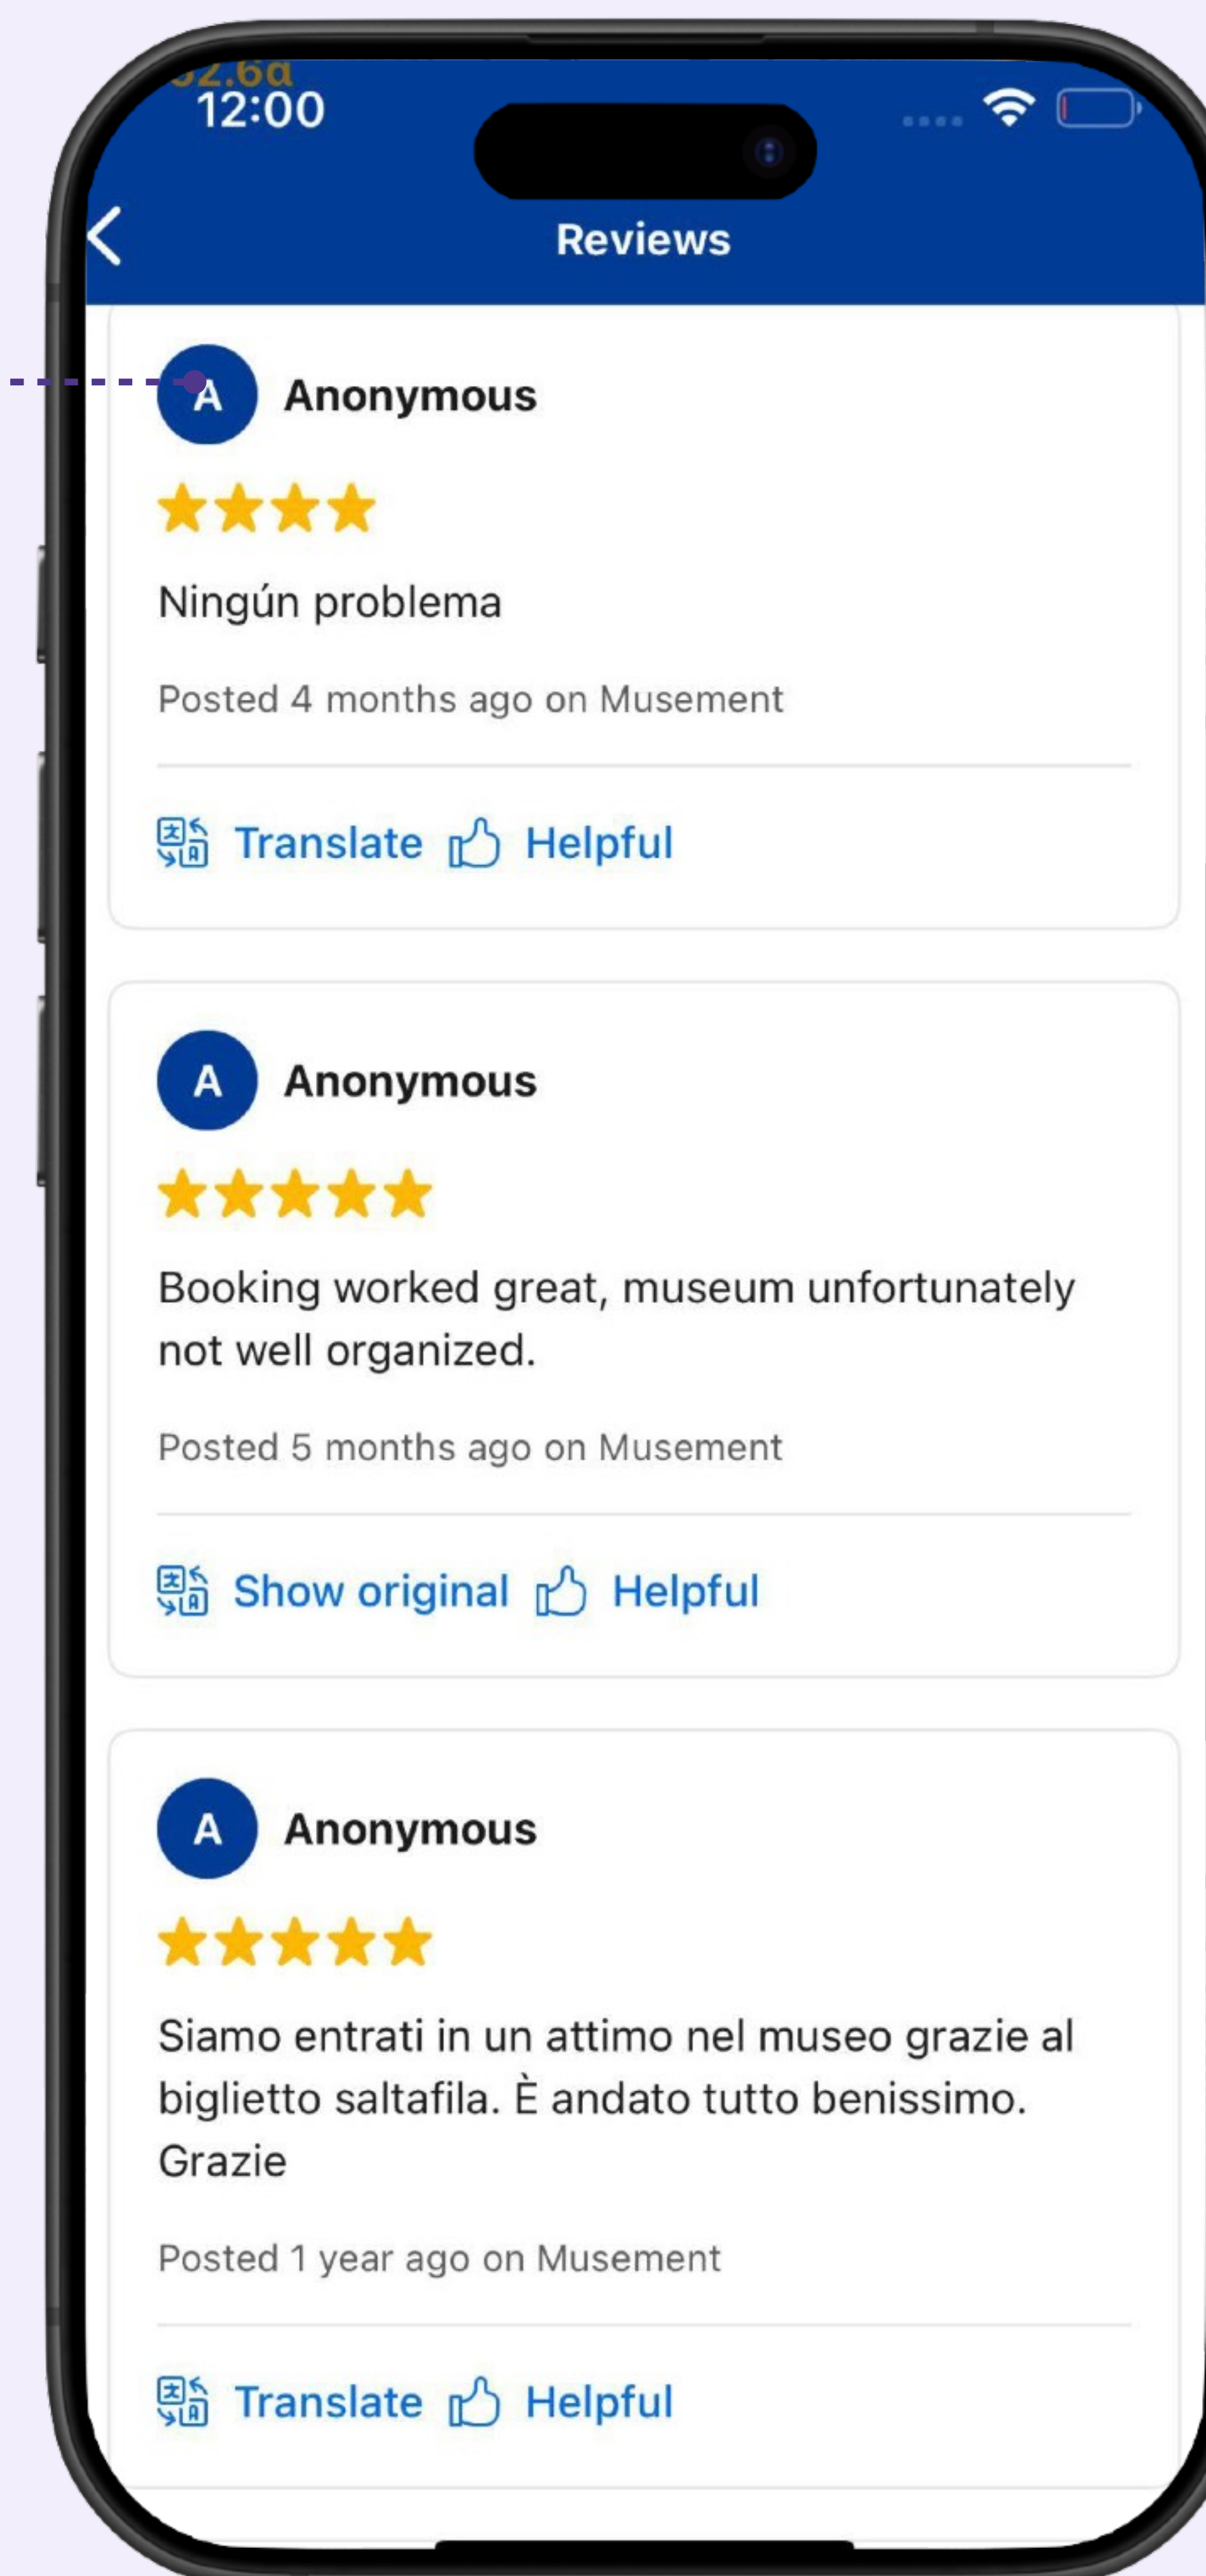 12:00
Reviews
A Anonymous
Ningún problema
Posted 4 months ago on Musement
Translate Helpful
A Anonymous
Booking worked great, museum unfortunately
not well organized.
Posted 5 months ago on Musement
Show original Helpful
A Anonymous
Siamo entrati in un attimo nel museo grazie al
biglietto saltafila. È andato tutto benissimo.
Grazie
Posted 1 year ago on Musement
Translate Helpful